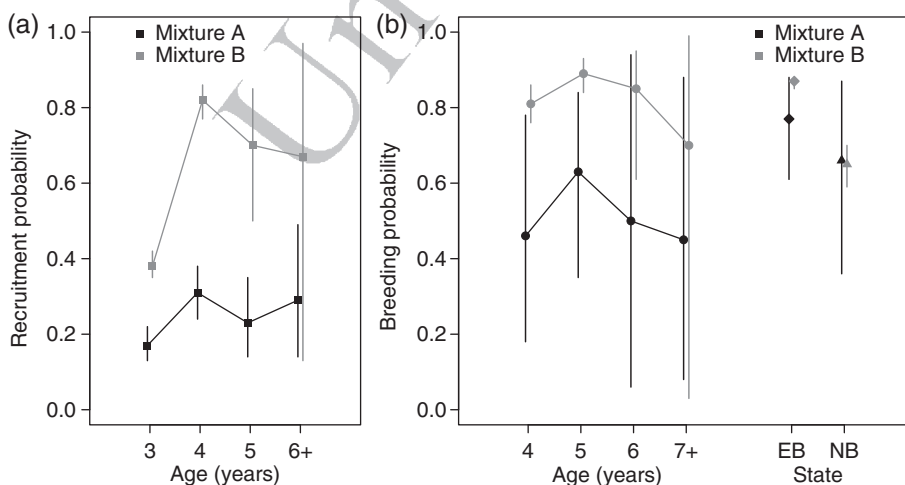 (a)
Mixture A
Mixture B
Recruitment probability
1.0
0.8
0.6
0.4
0.2
0.0
3 4 5 6+
Age (years)
(b)
Mixture A
Mixture B
Breeding probability
1.0
0.8
0.6
0.4
0.2
0.0
4 5 6 7+
Age (years)
EB NB
State
Un